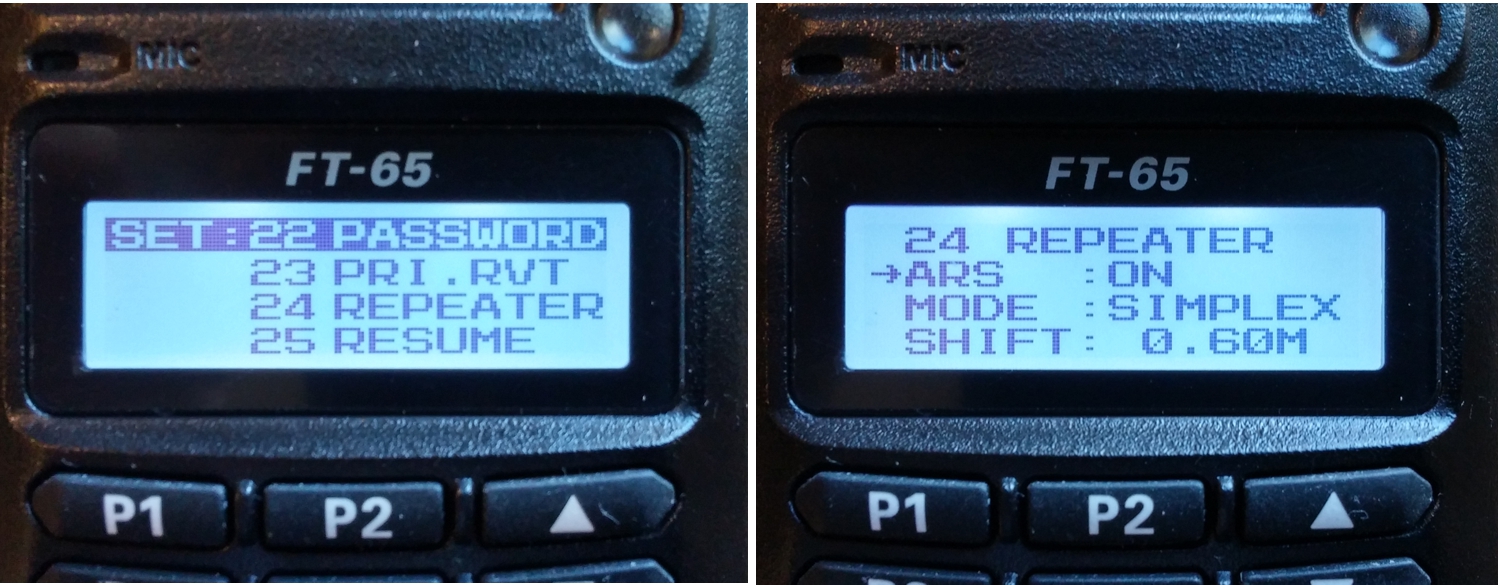 MIC
FT-65
SET:22 PASSWORD
23 PRI.RVT
24 REPEATER
25 RESUME
P1 P2
MIC
FT-65
24 REPEATER
→ARS :ON
MODE :SIMPLEX
SHIFT: 0.60M
P1 P2